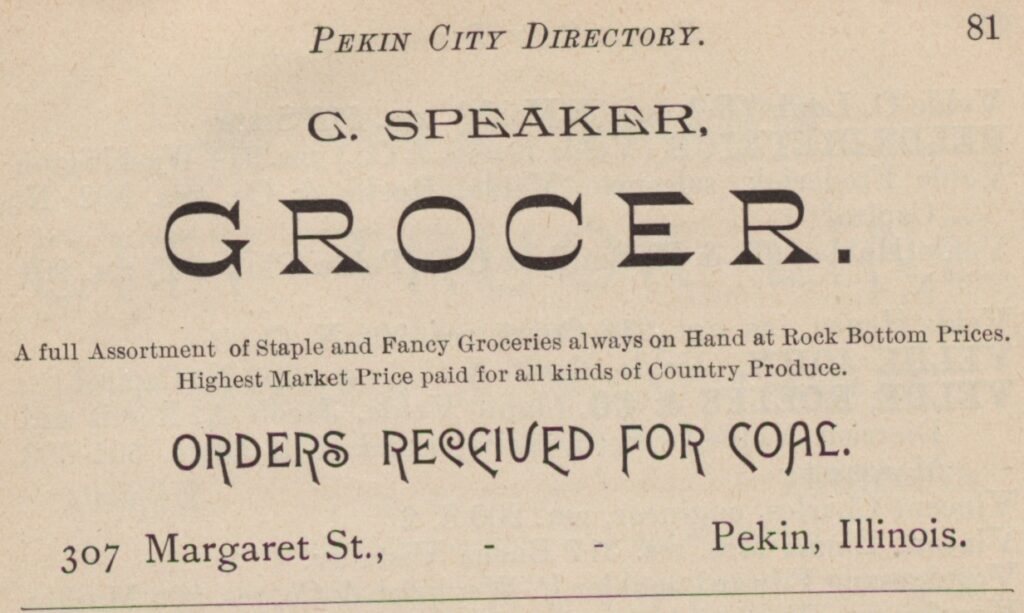 PEKIN CITY DIRECTORY. 81
G. SPEAKER,
GROCER.
A full Assortment of Staple and Fancy Groceries always on Hand at Rock Bottom Prices.
Highest Market Price paid for all kinds of Country Produce.
ORDERS RECEIVED FOR COAL.
307 Margaret St., - - Pekin, Illinois.